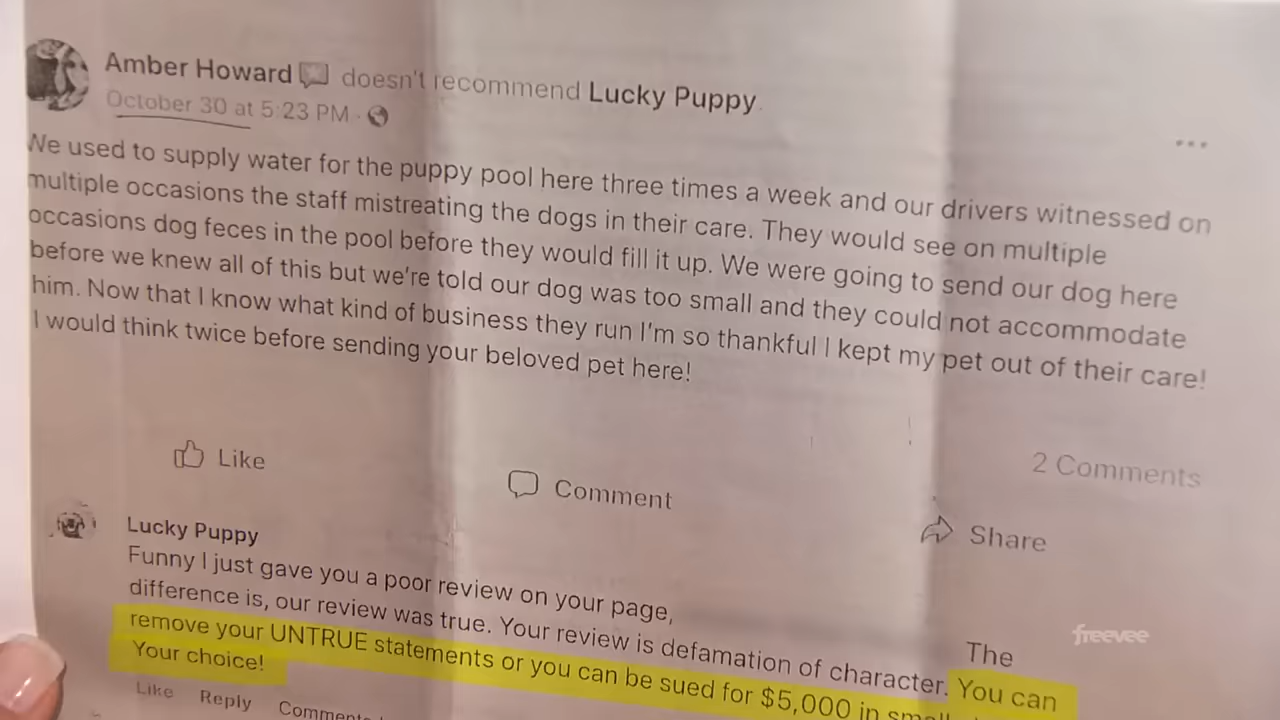 Amber Howard doesn't recommend Lucky Puppy.
October 30 at 5:23 PM ·
...
We used to supply water for the puppy pool here three times a week and our drivers witnessed on
multiple occasions the staff mistreating the dogs in their care. They would see on multiple
occasions dog feces in the pool before they would fill it up. We were going to send our dog here
before we knew all of this but we're told our dog was too small and they could not accommodate
him. Now that I know what kind of business they run I'm so thankful I kept my pet out of their care!
I would think twice before sending your beloved pet here!
2 Comments
Like
Comment
Share
Lucky Puppy
Funny I just gave you a poor review on your page, The
difference is, our review was true. Your review is defamation of character. You can
remove your UNTRUE statements or you can be sued for $5,000 in
Your choice!
Like Reply
freevee